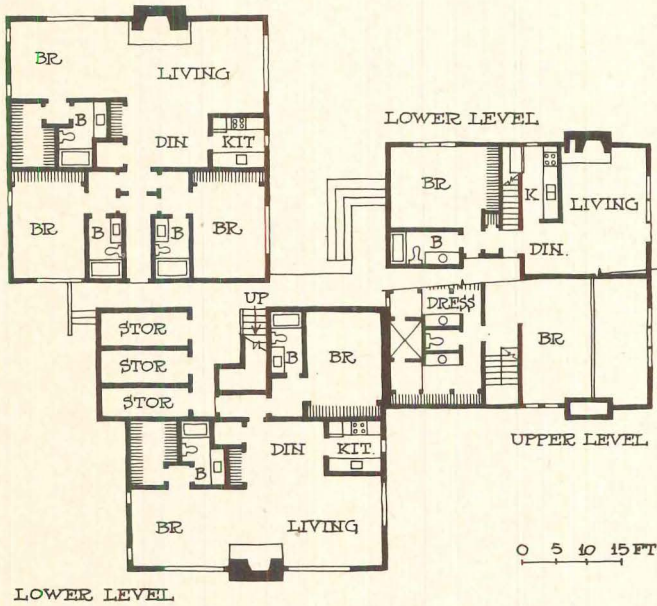 BR
LIVING
B
DIN
KIT
BR
B
B
BR
LOWER LEVEL
BR
K
LIVING
B
DIN.
DRESS
BR
UPPER LEVEL
UP
STOR
STOR
STOR
B
BR
DIN
KIT.
B
BR
LIVING
0 5 10 15 FT
LOWER LEVEL